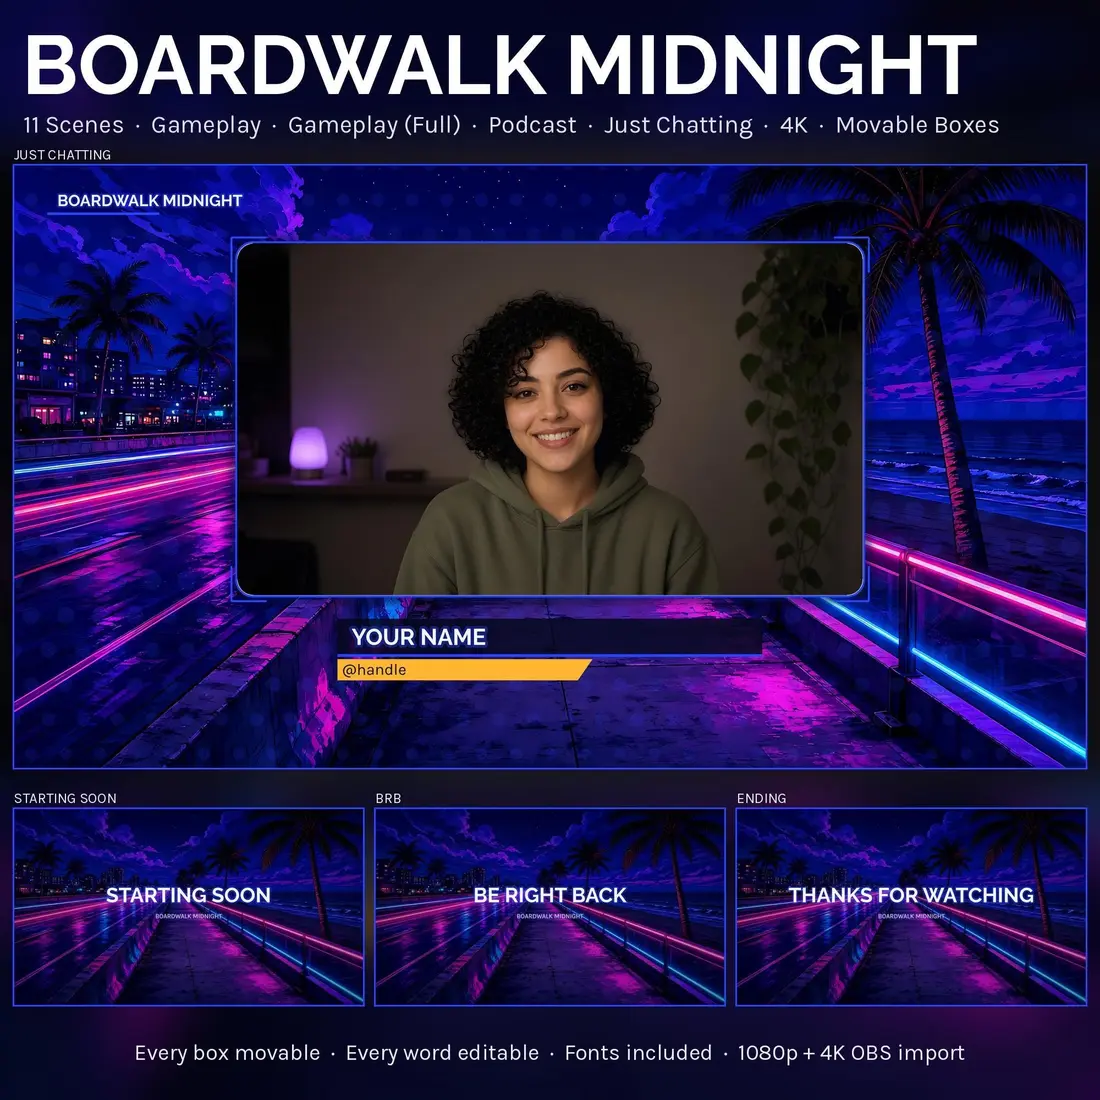 BOARDWALK MIDNIGHT
11 Scenes · Gameplay · Gameplay (Full) · Podcast · Just Chatting · 4K · Movable Boxes
JUST CHATTING
BOARDWALK MIDNIGHT
YOUR NAME
@handle
STARTING SOON
BRB
ENDING
STARTING SOON
BOARDWALK MIDNIGHT
BE RIGHT BACK
BOARDWALK MIDNIGHT
THANKS FOR WATCHING
BOARDWALK MIDNIGHT
Every box movable · Every word editable · Fonts included · 1080p + 4K OBS import